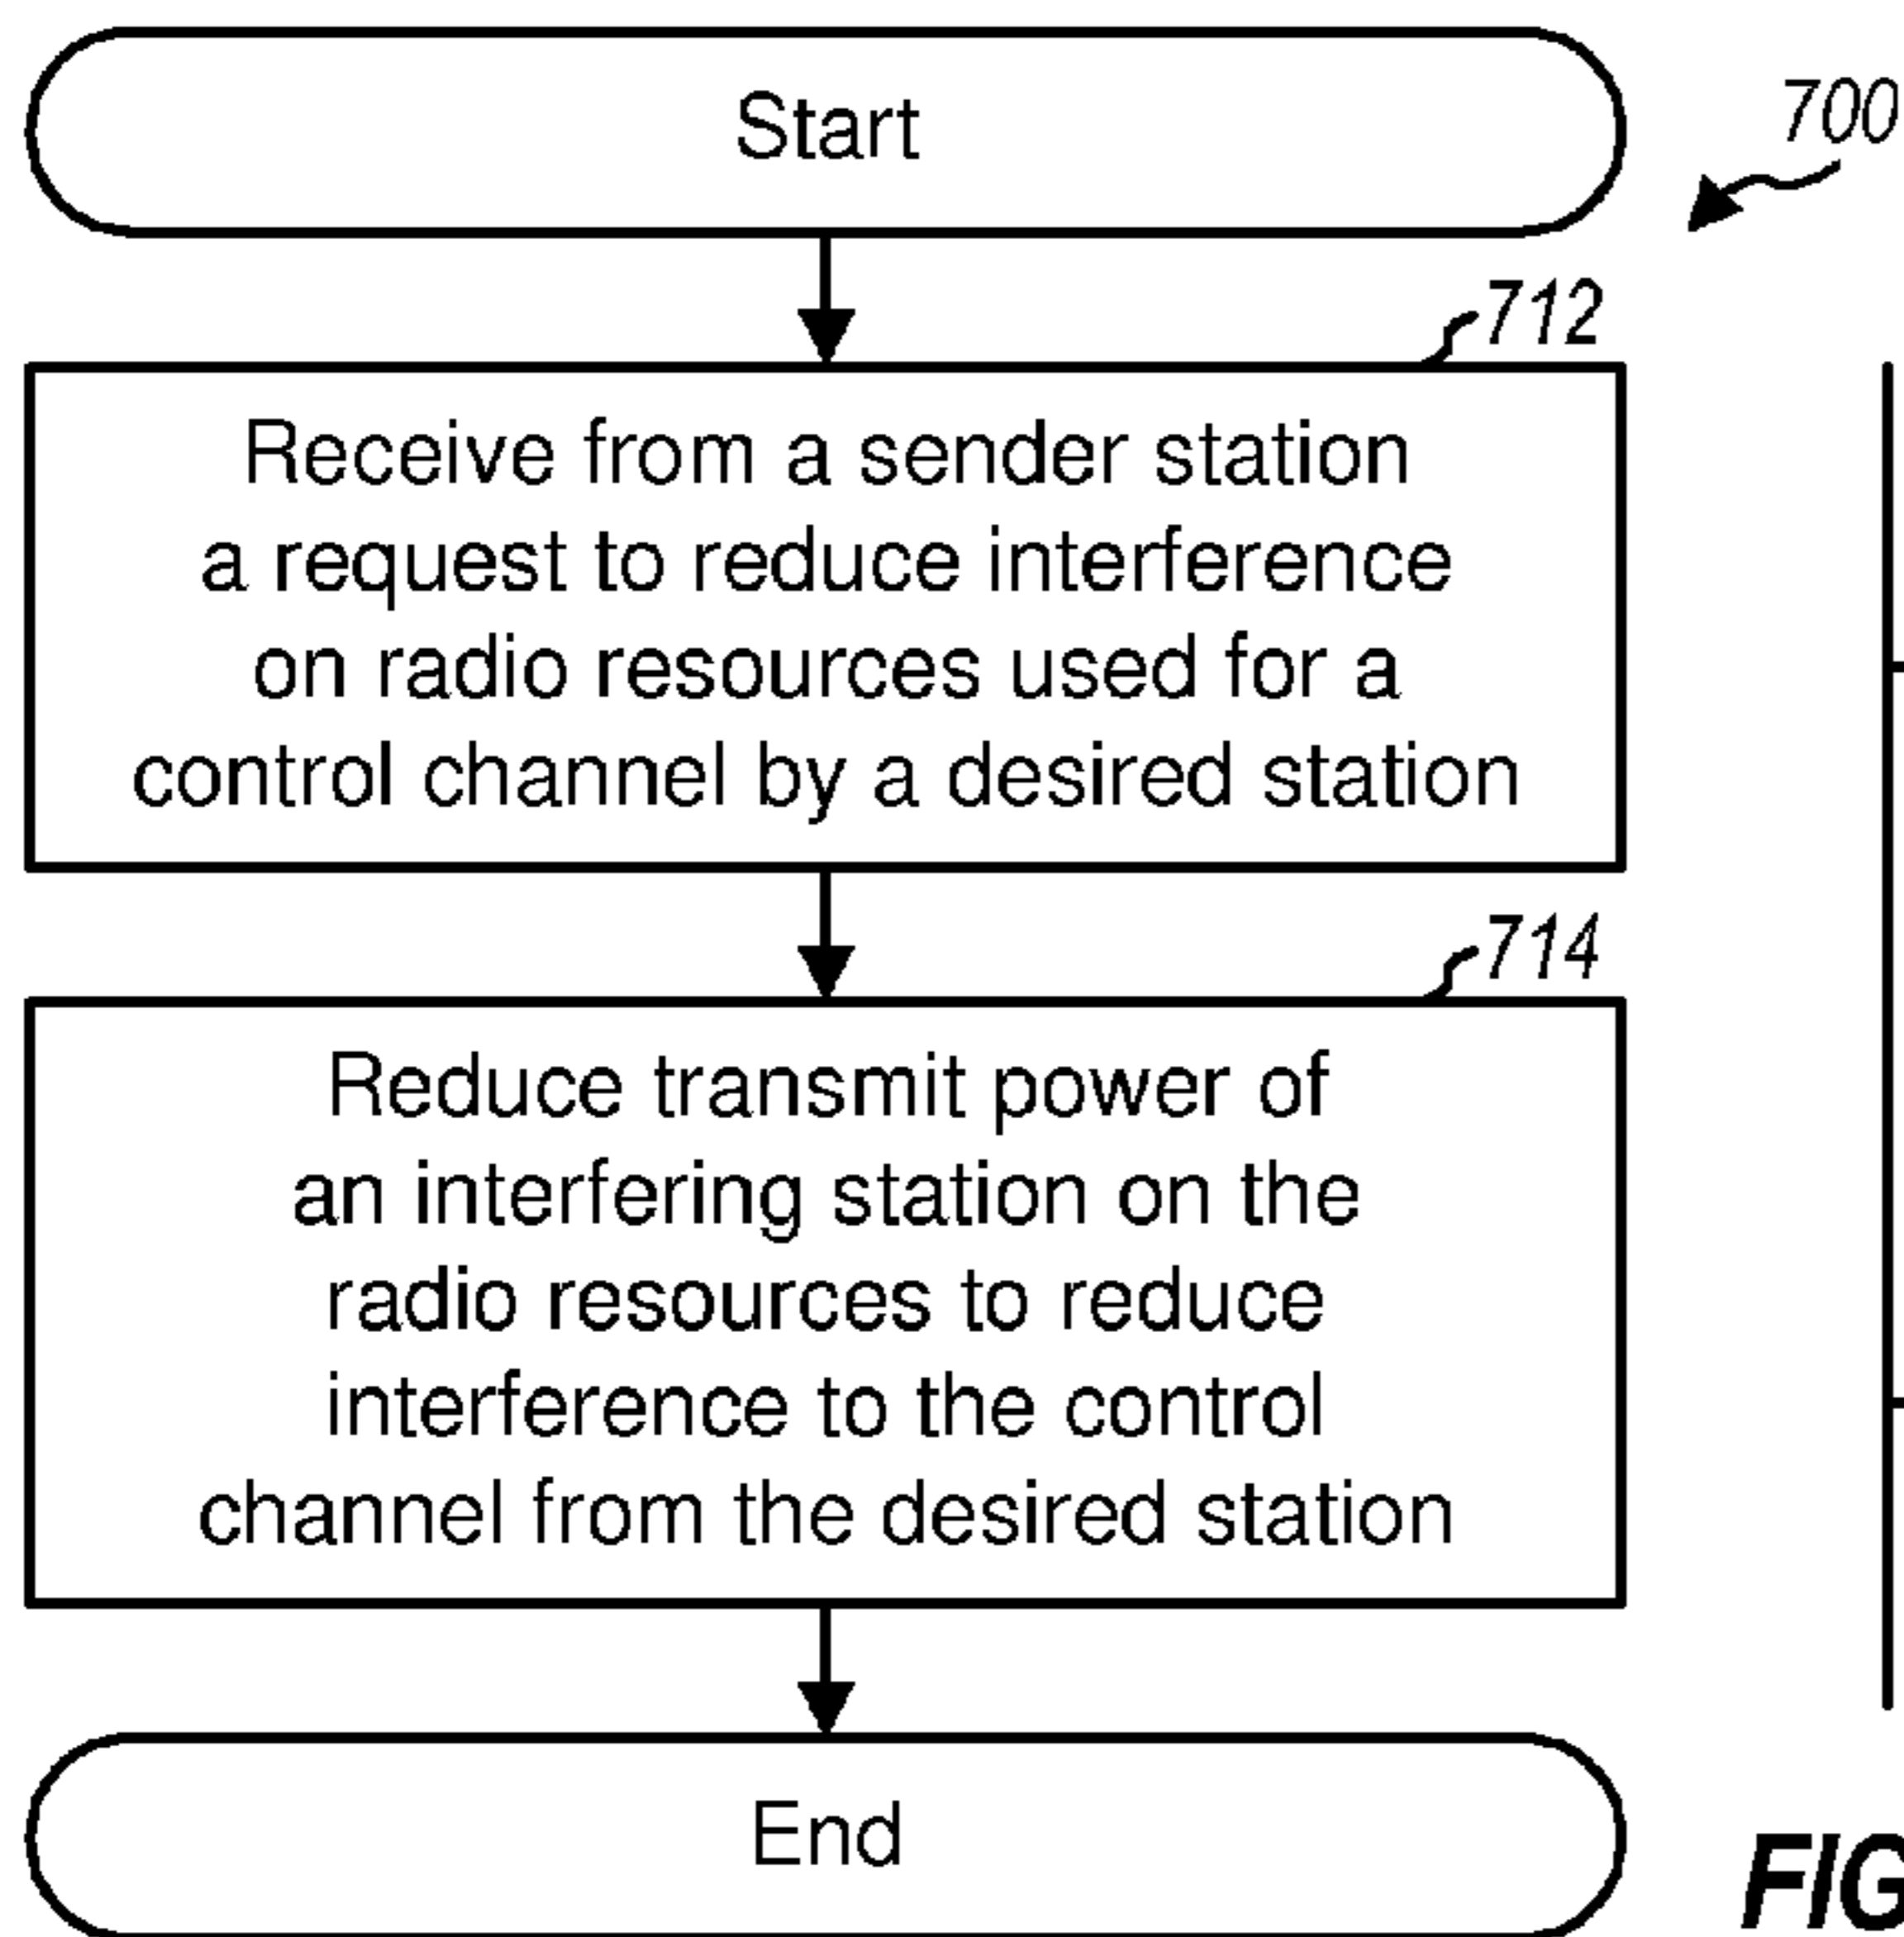 Start
700
712
Receive from a sender station
a request to reduce interference
on radio resources used for a
control channel by a desired station
714
Reduce transmit power of
an interfering station on the
radio resources to reduce
interference to the control
channel from the desired station
End
FIG